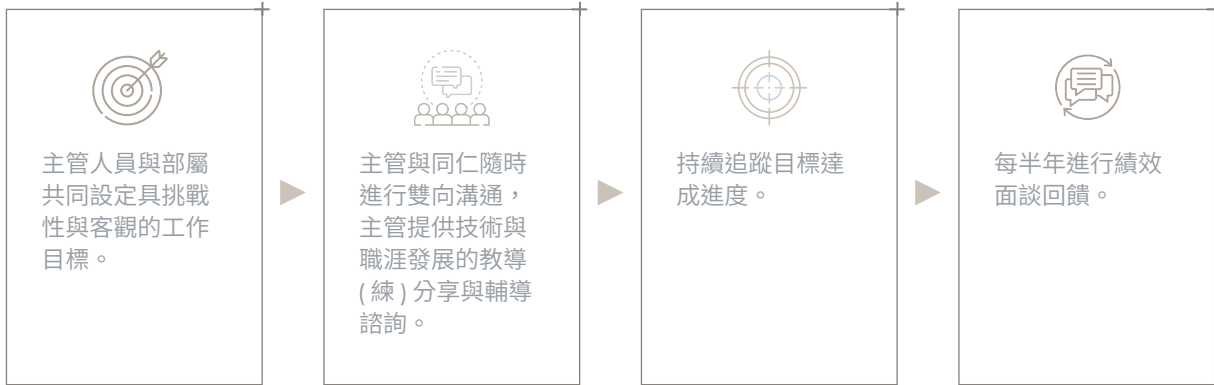 主管人員與部屬
共同設定具挑戰
性與客觀的工作
目標。
主管與同仁隨時
進行雙向溝通，
主管提供技術與
職涯發展的教導
( 練 ) 分享與輔導
諮詢。
持續追蹤目標達
成進度。
每半年進行績效
面談回饋。